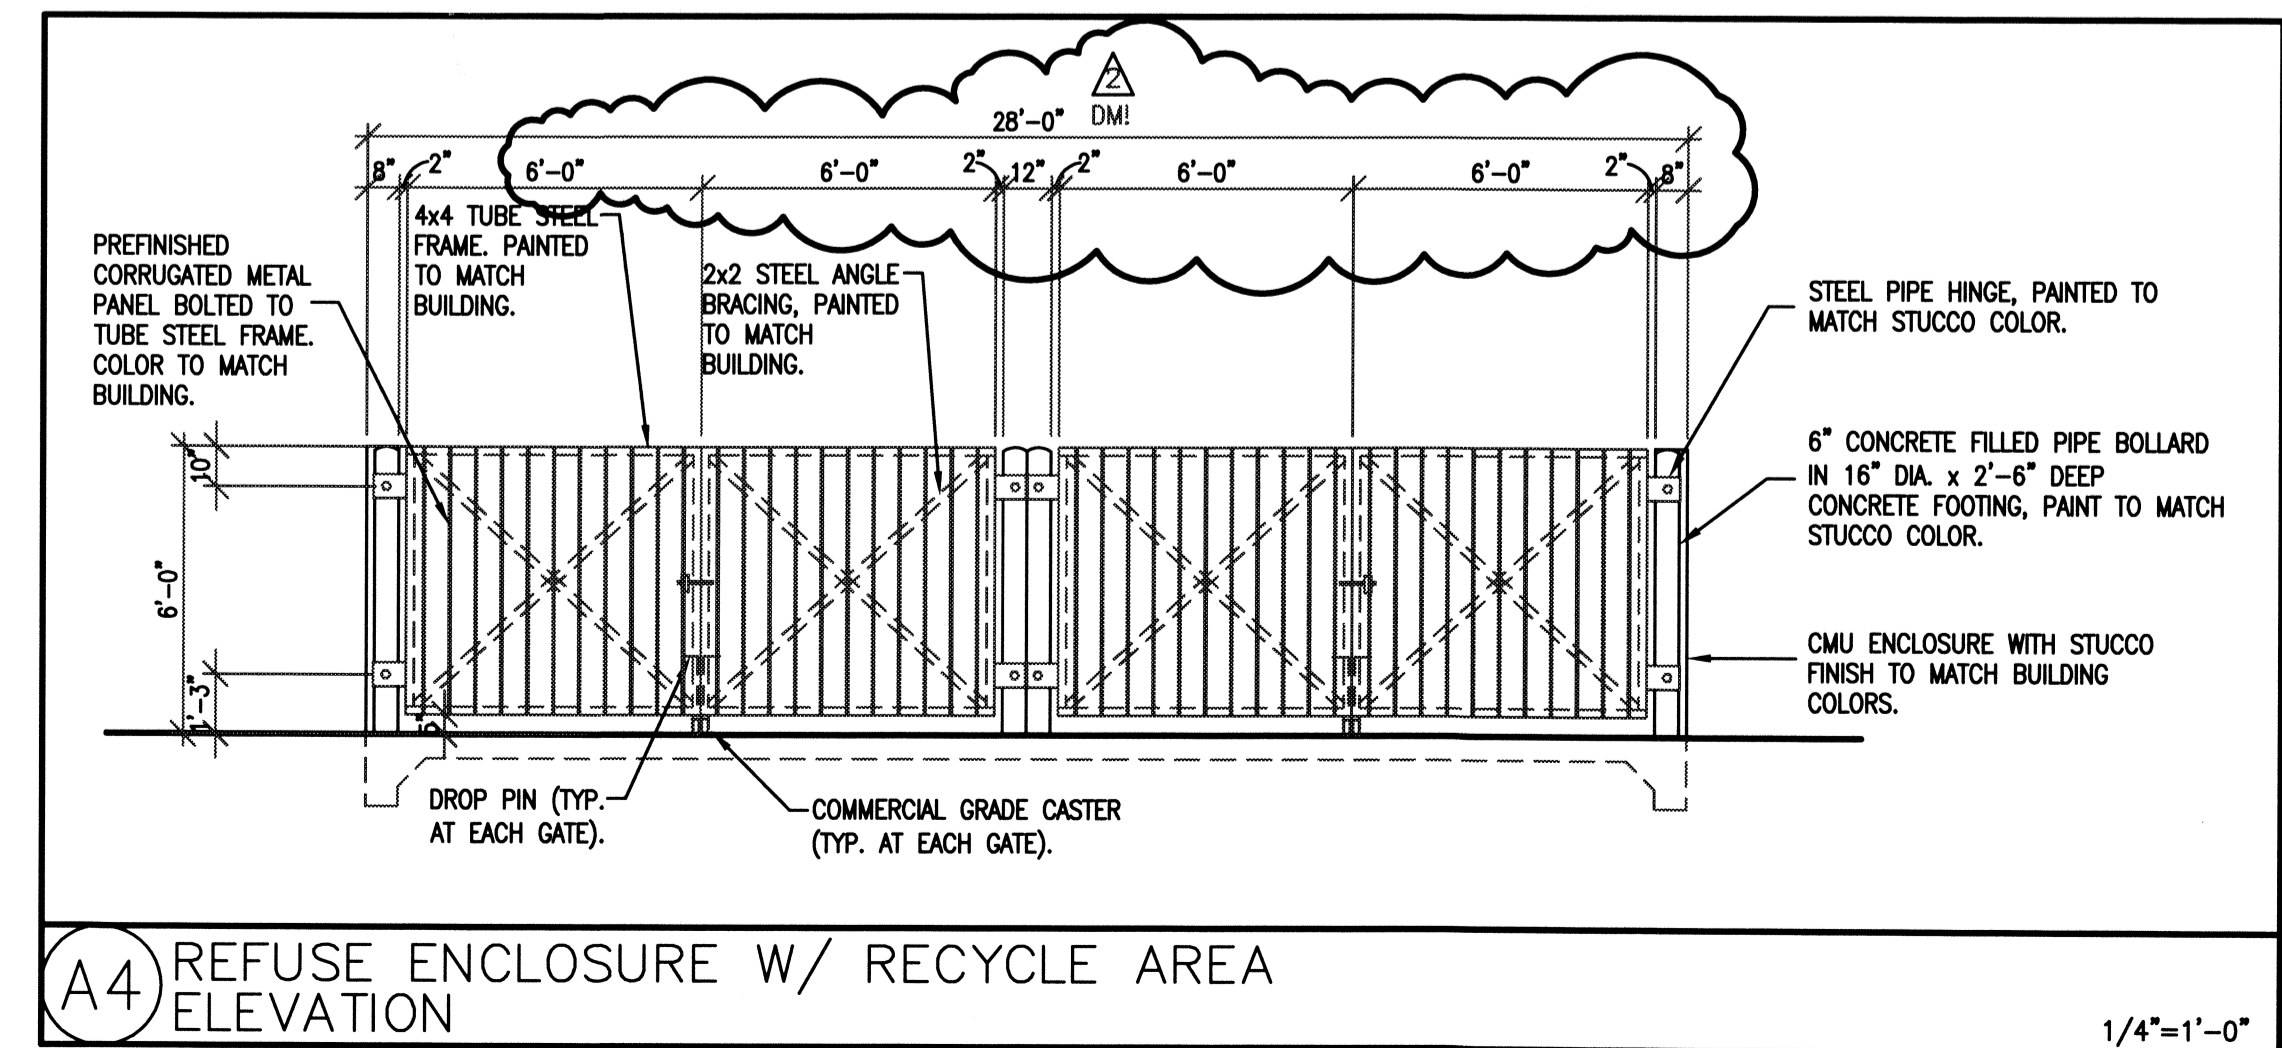 2
DM!
28'-0"
8" 2" 6'-0" 6'-0" 2" 12" 2" 6'-0" 6'-0" 2" 8"
4x4 TUBE STEEL
FRAME. PAINTED
TO MATCH
BUILDING.
PREFINISHED
CORRUGATED METAL
PANEL BOLTED TO
TUBE STEEL FRAME.
COLOR TO MATCH
BUILDING.
2x2 STEEL ANGLE
BRACING, PAINTED
TO MATCH
BUILDING.
STEEL PIPE HINGE, PAINTED TO
MATCH STUCCO COLOR.
6" CONCRETE FILLED PIPE BOLLARD
IN 16" DIA. x 2'-6" DEEP
CONCRETE FOOTING, PAINT TO MATCH
STUCCO COLOR.
CMU ENCLOSURE WITH STUCCO
FINISH TO MATCH BUILDING
COLORS.
10"
6'-0"
1'-3"
5"
DROP PIN (TYP.
AT EACH GATE).
COMMERCIAL GRADE CASTER
(TYP. AT EACH GATE).
A4
REFUSE ENCLOSURE W/ RECYCLE AREA
ELEVATION
1/4"=1'-0"